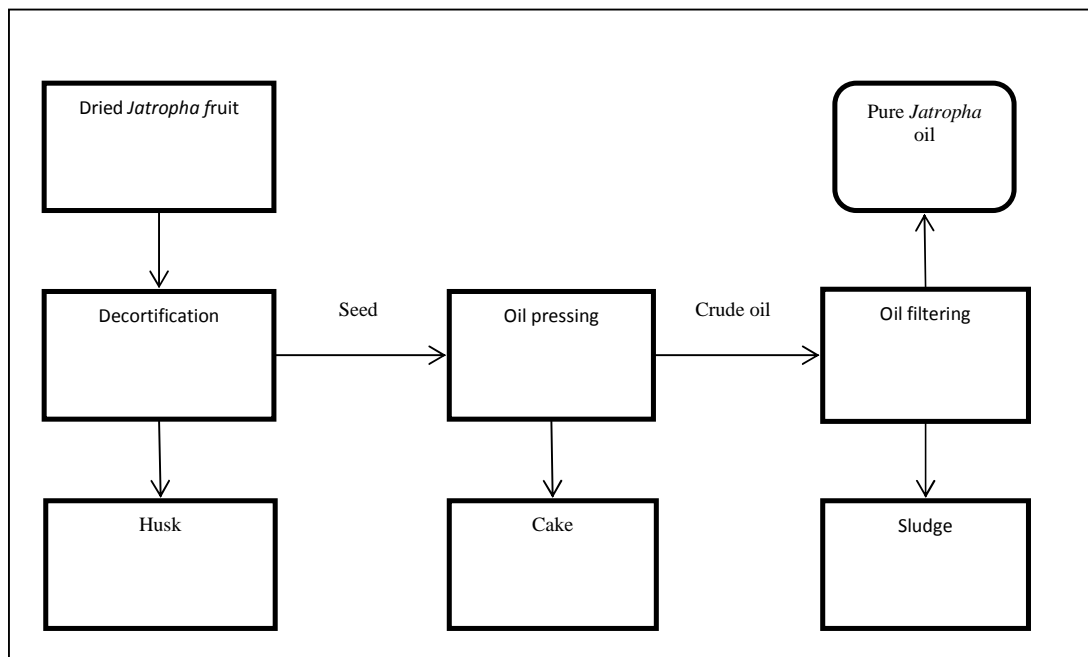 Dried Jatropha fruit
Pure Jatropha
oil
Decortification
Seed
Oil pressing
Crude oil
Oil filtering
Husk
Cake
Sludge